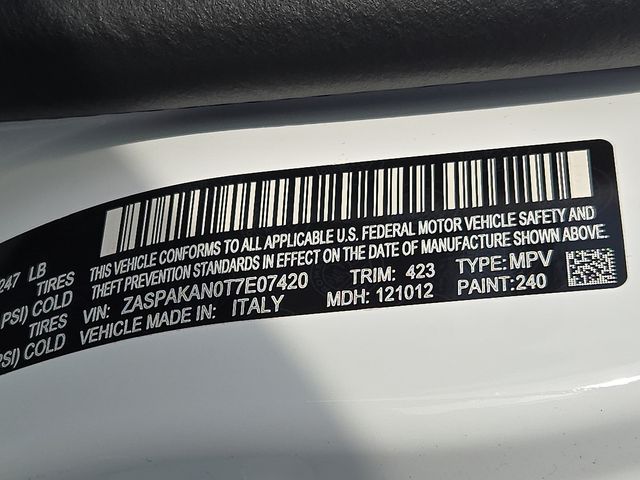 247 LB
TIRES
PSI) COLD
TIRES
PSI) COLD
THIS VEHICLE CONFORMS TO ALL APPLICABLE U.S. FEDERAL MOTOR VEHICLE SAFETY AND
THEFT PREVENTION STANDARDS IN EFFECT ON THE DATE OF MANUFACTURE SHOWN ABOVE.
VIN: ZASPAKAN0T7E07420 TRIM: 423 TYPE: MPV
VEHICLE MADE IN: ITALY MDH: 121012 PAINT:240